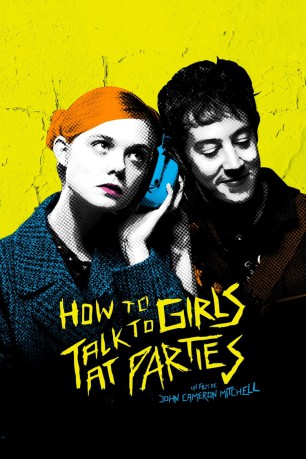 HOW TO
TALK TO GIRLS
AT PARTIES
UN FILM DE
JOHN CAMERON MITCHELL